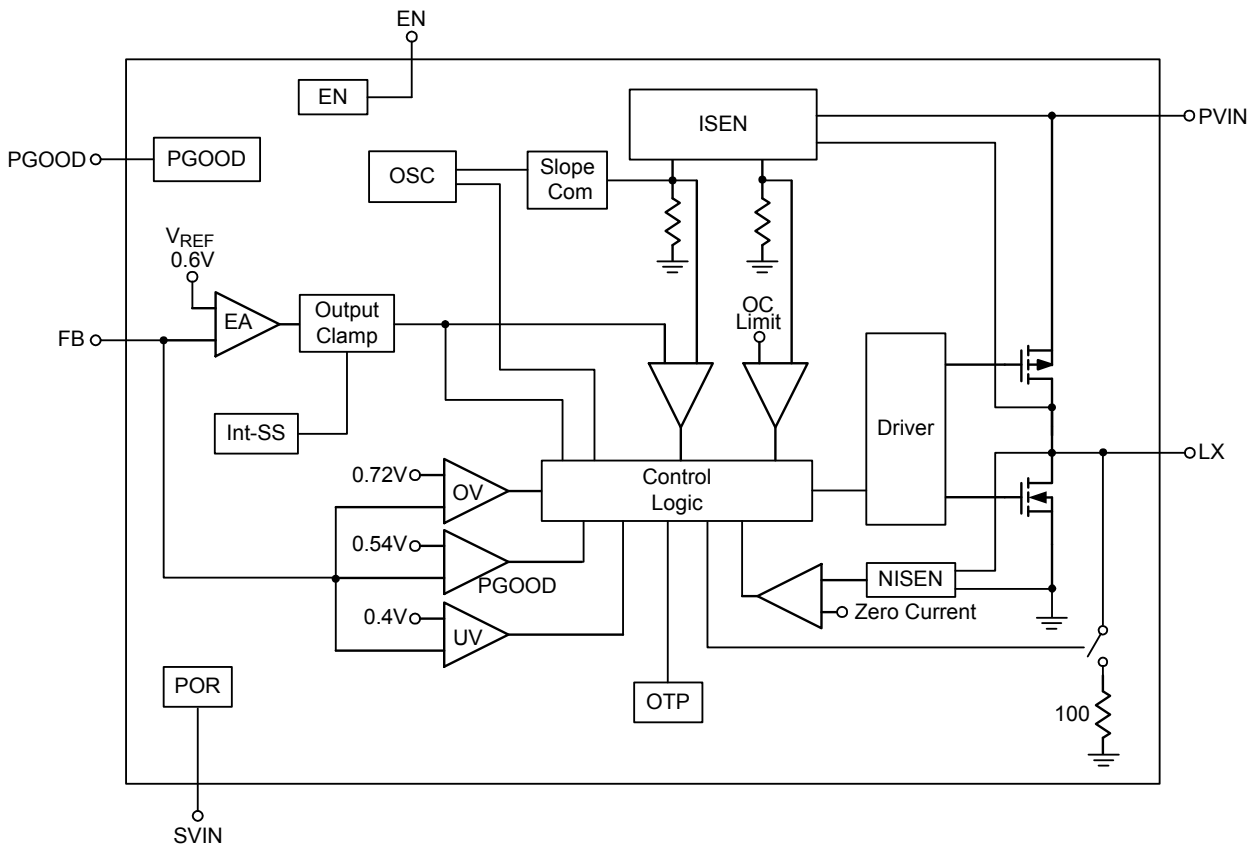 EN
EN
ISEN
PVIN
PGOOD
PGOOD
OSC
Slope
Com
VREF
0.6V
EA
Output
Clamp
OC
Limit
FB
Int-SS
Driver
LX
0.72V
OV
Control
Logic
0.54V
PGOOD
NISEN
0.4V
UV
Zero Current
POR
OTP
100
SVIN